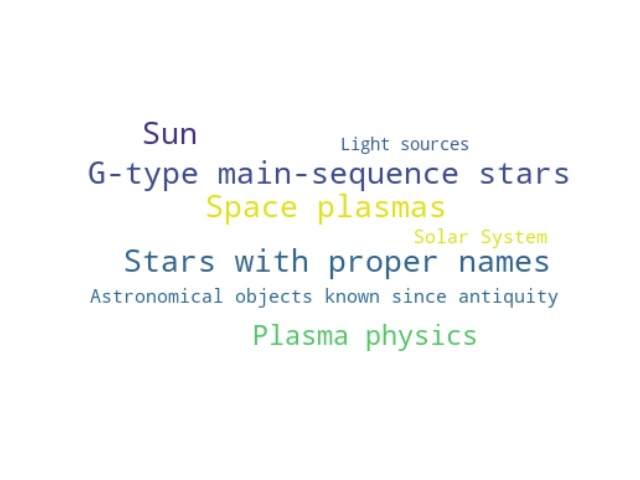 Sun
Light sources
G-type main-sequence stars
Space plasmas
Solar System
Stars with proper names
Astronomical objects known since antiquity
Plasma physics